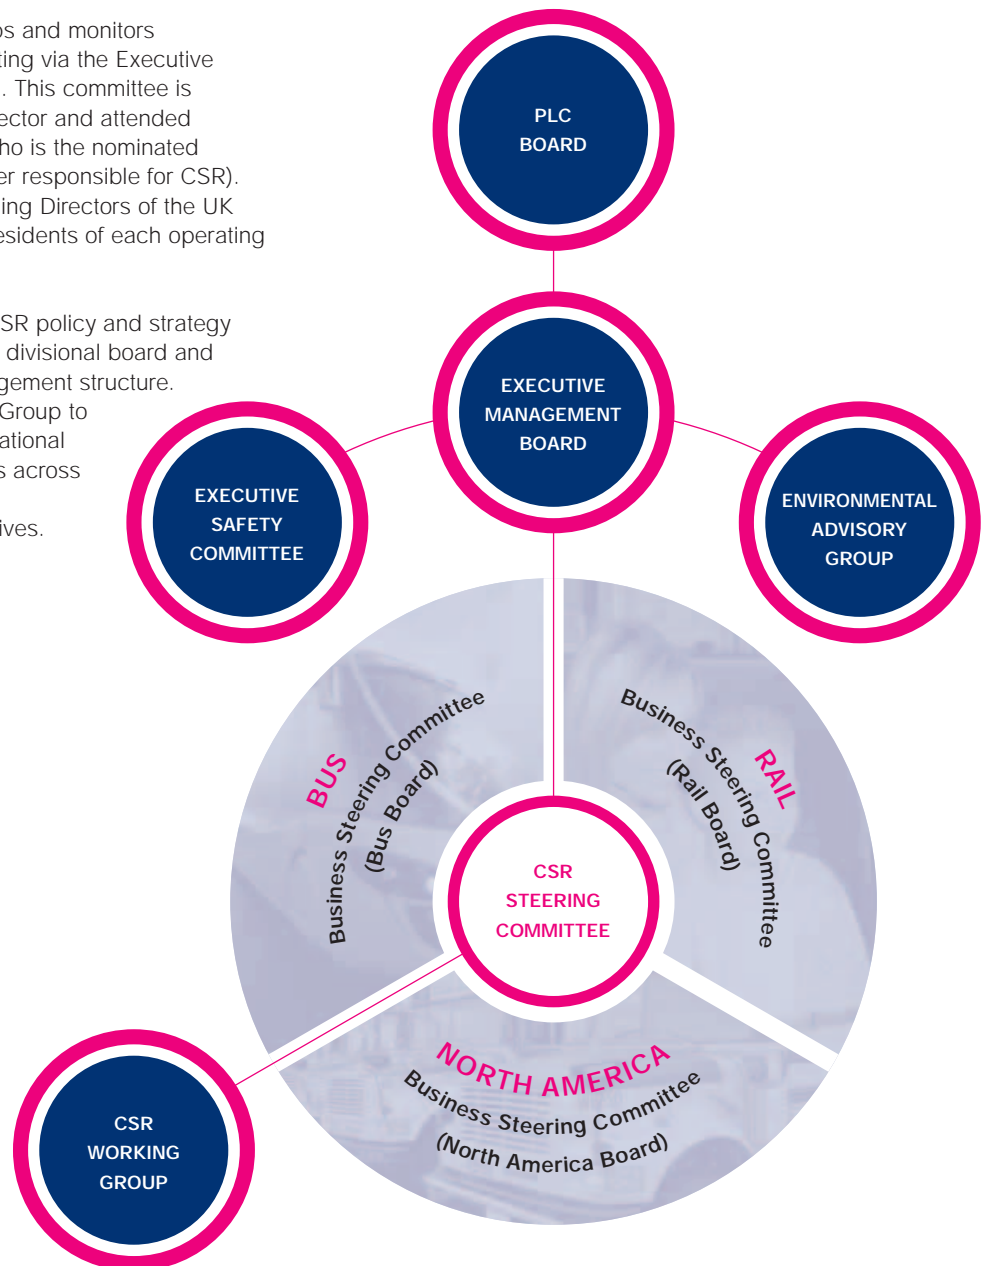 os and monitors
ting via the Executive
. This committee is
ector and attended
ho is the nominated
er responsible for CSR).
ing Directors of the UK
esidents of each operating
SR policy and strategy
divisional board and
gement structure.
Group to
ational
s across
ives.
PLC
BOARD
EXECUTIVE
MANAGEMENT
BOARD
EXECUTIVE
SAFETY
COMMITTEE
ENVIRONMENTAL
ADVISORY
GROUP
BUS
Business Steering Committee
(Bus Board)
RAIL
Business Steering Committee
(Rail Board)
CSR
STEERING
COMMITTEE
NORTH AMERICA
Business Steering Committee
(North America Board)
CSR
WORKING
GROUP